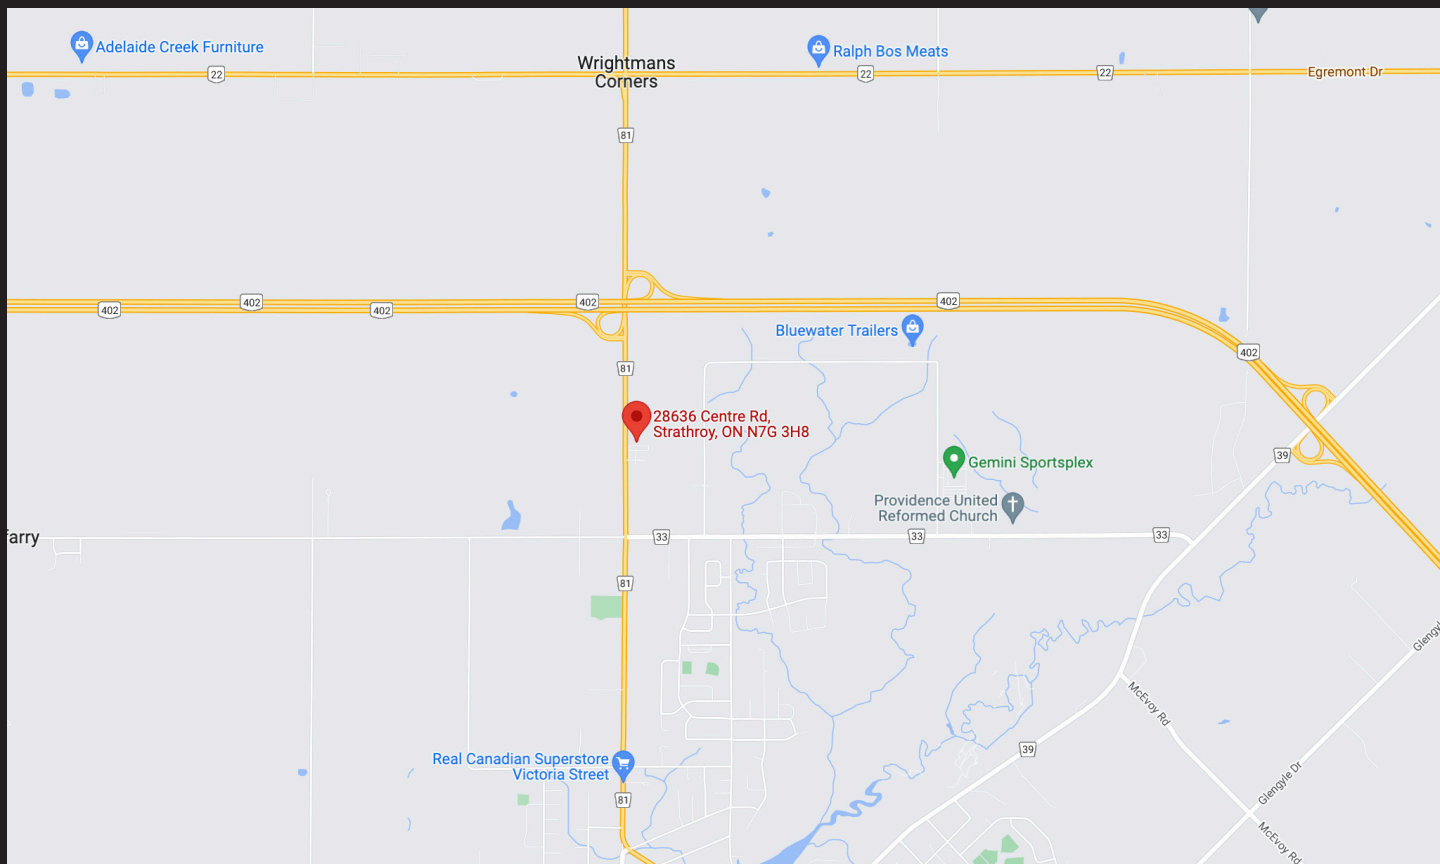 Adelaide Creek Furniture
Wrightmans
Corners
Ralph Bos Meats
22
22
22
Egremont Dr
81
402
402
402
402
402
Bluewater Trailers
402
81
28636 Centre Rd,
Strathroy, ON N7G 3H8
39
Gemini Sportsplex
Providence United
Reformed Church
arry
33
33
33
81
Glengy
McEvoy Rd
39
Real Canadian Superstore
Victoria Street
81
Glengyle Dr
McEvoy Rd